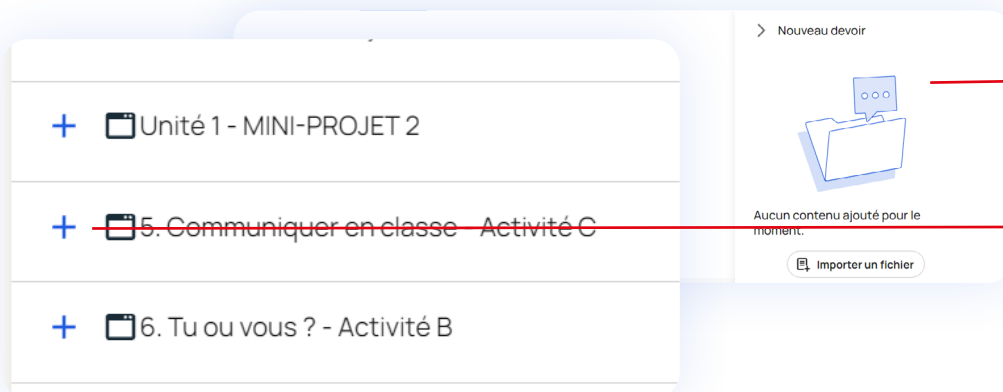 Unité 1 - MINI-PROJET 2
5. Communiquer en classe - Activité C
6. Tu ou vous ? - Activité B
Nouveau devoir
Aucun contenu ajouté pour le
moment.
Importer un fichier